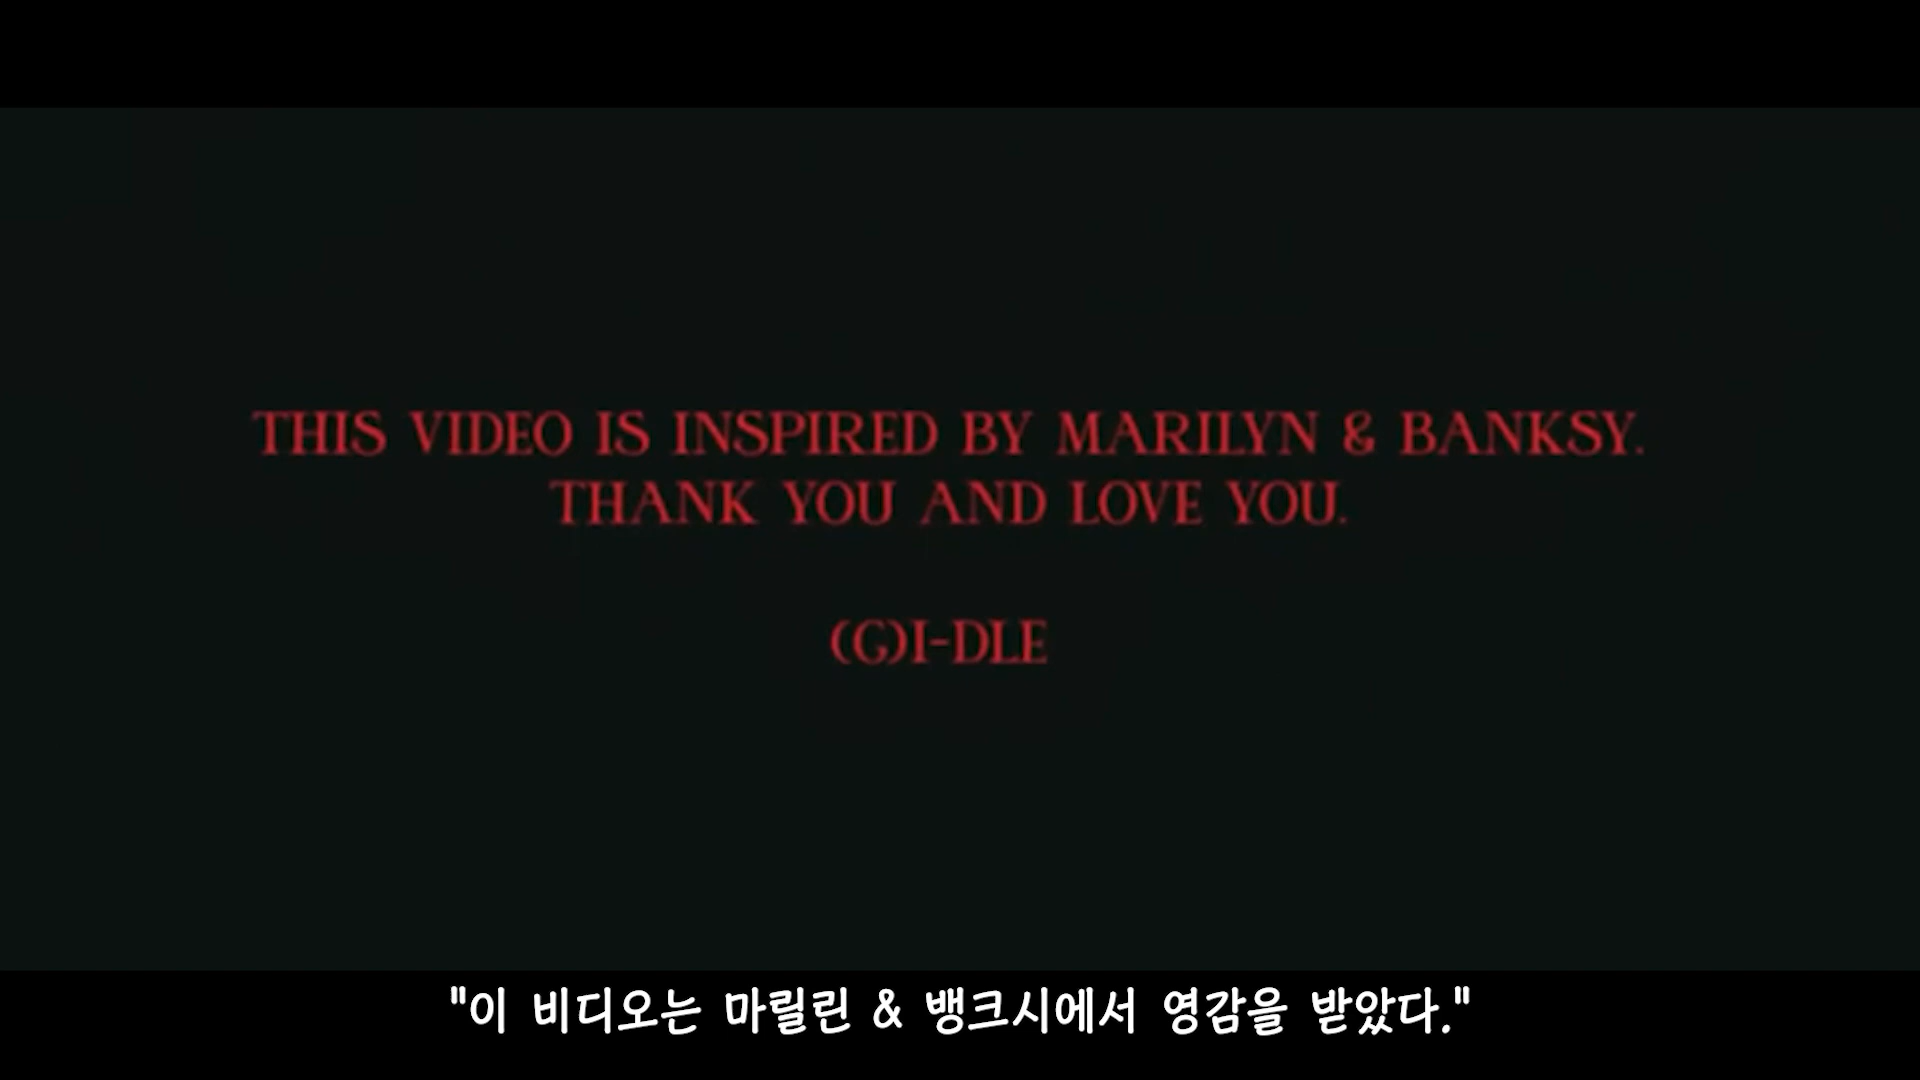 THIS VIDEO IS INSPIRED BY MARILYN & BANKSY.
THANK YOU AND LOVE YOU.
(G)I-DLE
"이 비디오는 마릴린 & 뱅크시에서 영감을 받았다."